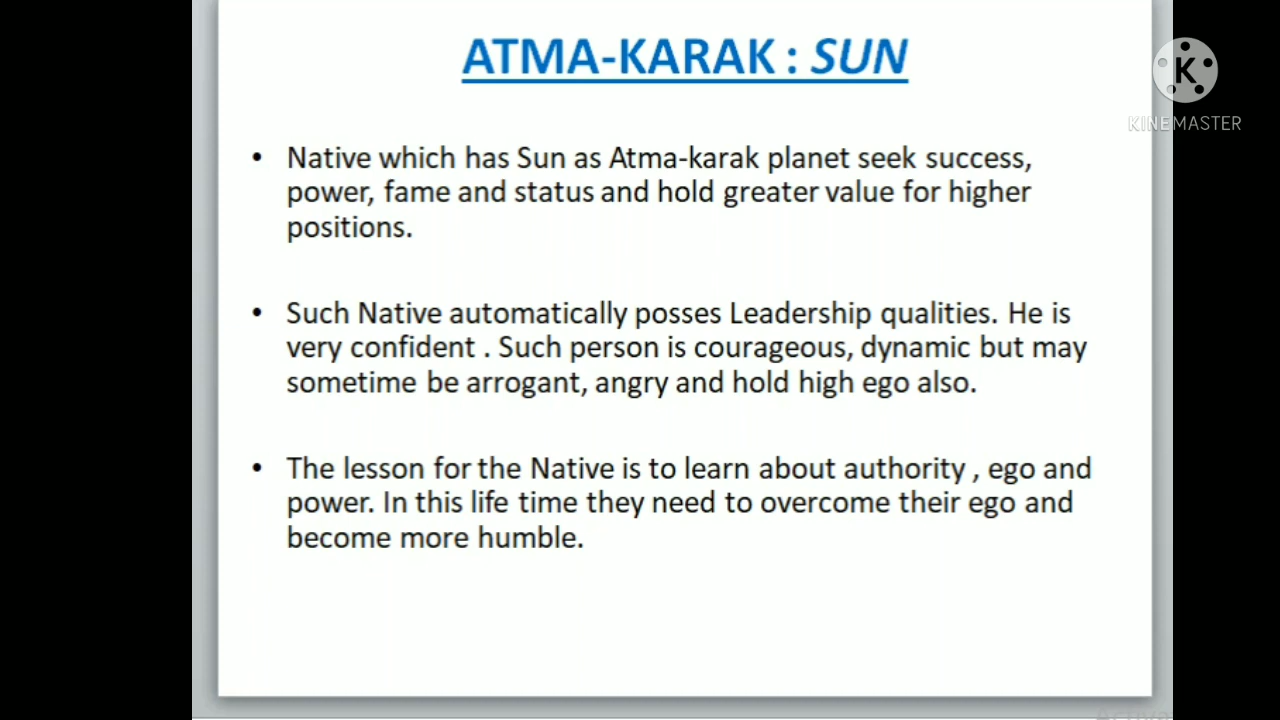 ATMA-KARAK : SUN
K
KINEMASTER
• Native which has Sun as Atma-karak planet seek success,
power, fame and status and hold greater value for higher
positions.
• Such Native automatically posses Leadership qualities. He is
very confident . Such person is courageous, dynamic but may
sometime be arrogant, angry and hold high ego also.
• The lesson for the Native is to learn about authority , ego and
power. In this life time they need to overcome their ego and
become more humble.